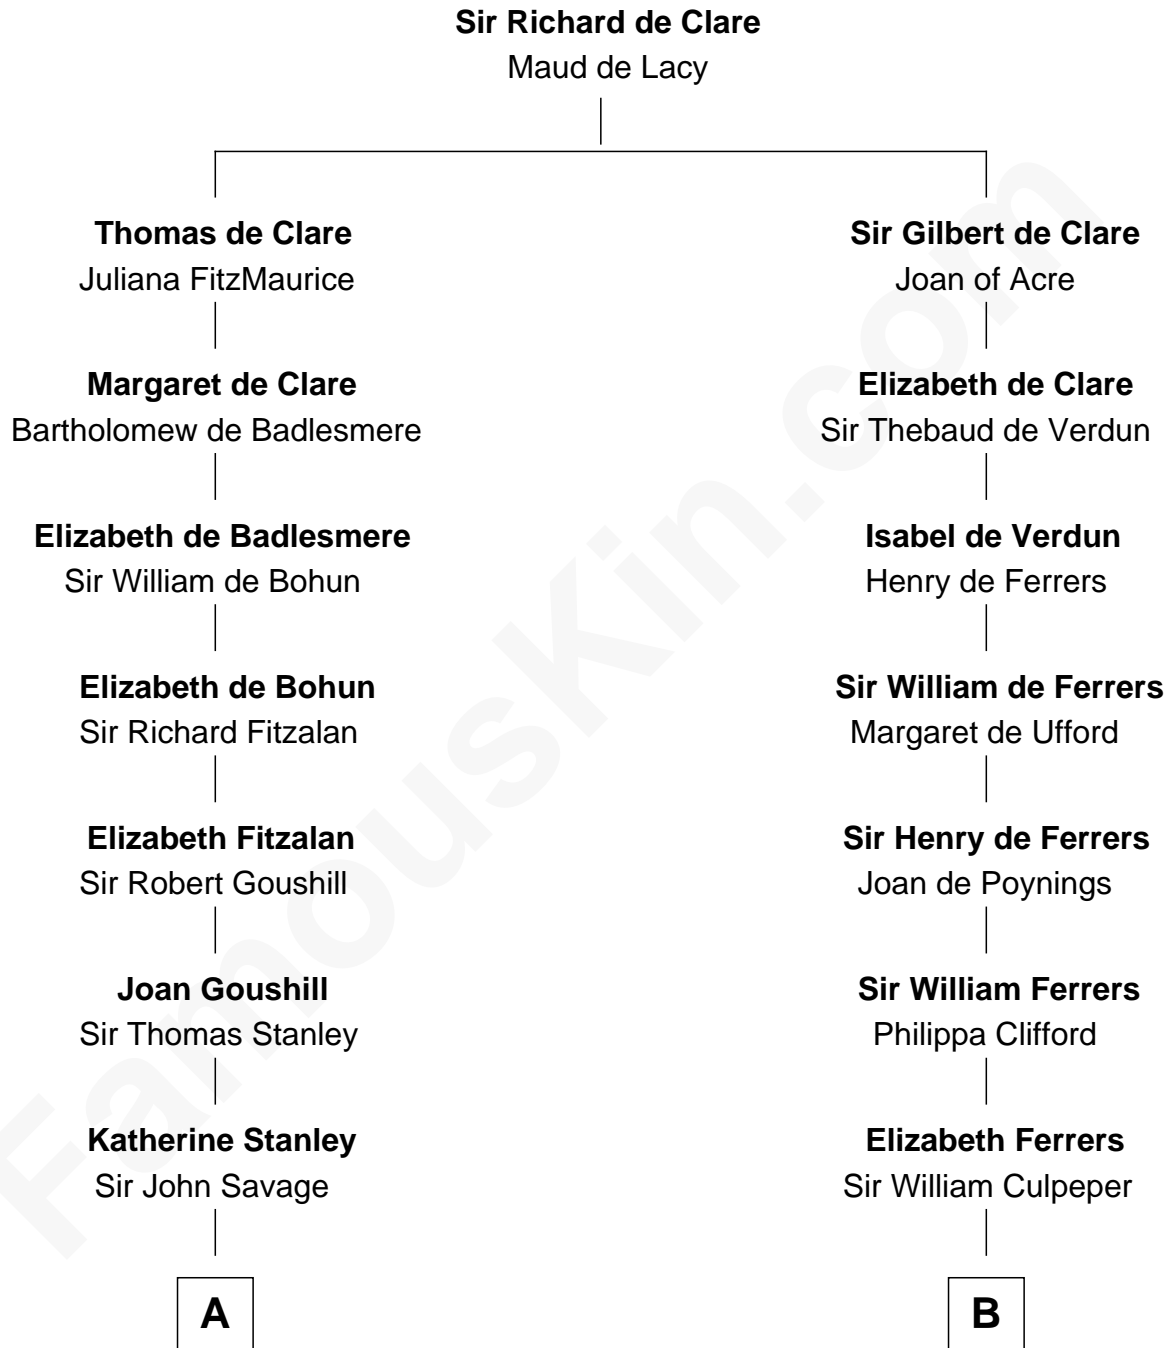 Sir Richard de Clare
Maud de Lacy
Thomas de Clare
Juliana FitzMaurice
Margaret de Clare
Bartholomew de Badlesmere
Elizabeth de Badlesmere
Sir William de Bohun
Elizabeth de Bohun
Sir Richard Fitzalan
Elizabeth Fitzalan
Sir Robert Goushill
Joan Goushill
Sir Thomas Stanley
Katherine Stanley
Sir John Savage
A
Sir Gilbert de Clare
Joan of Acre
Elizabeth de Clare
Sir Thebaud de Verdun
Isabel de Verdun
Henry de Ferrers
Sir William de Ferrers
Margaret de Ufford
Sir Henry de Ferrers
Joan de Poynings
Sir William Ferrers
Philippa Clifford
Elizabeth Ferrers
Sir William Culpeper
B
FamousKin.com